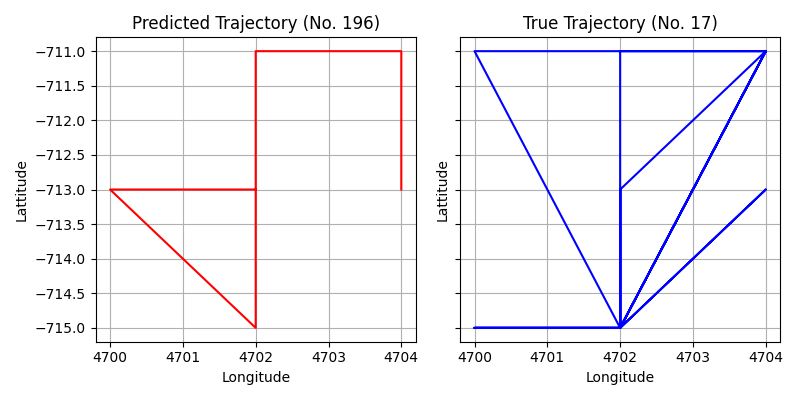 Predicted Trajectory (No. 196)
−711.0
−711.5
−712.0
−712.5
−713.0
−713.5
−714.0
−714.5
−715.0
Lattitude
4700 4701 4702 4703 4704
Longitude
True Trajectory (No. 17)
Lattitude
4700 4701 4702 4703 4704
Longitude